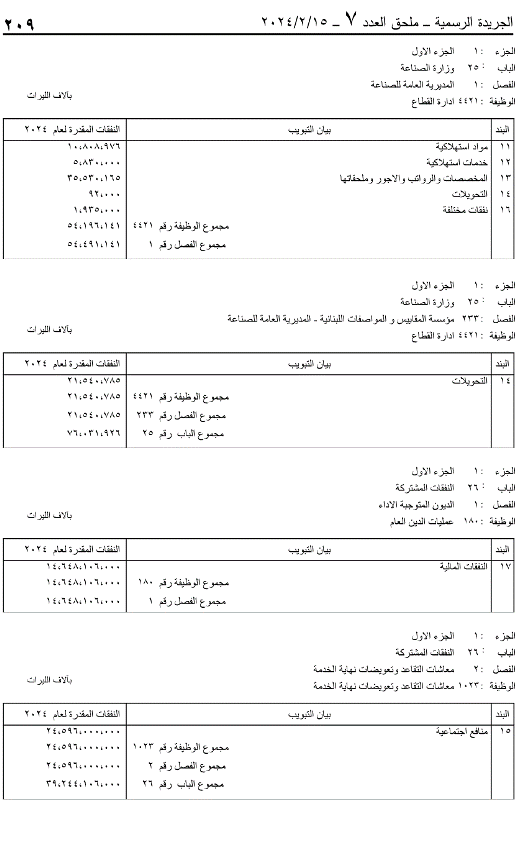 الجريدة الرسمية ــ ملحق العدد ٧ ــ ٢٠٢٤/٢/١٥ ٢٠٩
الجزء : ١ الجزء الاول
الباب : ٢٥ وزارة الصناعة
الفصل : ١ المديرية العامة للصناعة
الوظيفة : ٤٤٢١ ادارة القطاع بآلاف الليرات
البند بيان التبويب النفقات المقدرة لعام ٢٠٢٤
١١ مواد استهلاكية ١٠،٨٠٨،٩٧٦
١٢ خدمات استهلاكية ٥،٨٣٠،٠٠٠
١٣ المخصصات والرواتب والاجور وملحقاتها ٣٥،٥٣٠،١٦٥
١٤ التحويلات ٩٢،٠٠٠
١٦ نفقات مختلفة ١،٩٣٥،٠٠٠
مجموع الوظيفة رقم ٤٤٢١ ٥٤،١٩٦،١٤١
مجموع الفصل رقم ١ ٥٤،٤٩١،١٤١
الجزء : ١ الجزء الاول
الباب : ٢٥ وزارة الصناعة
الفصل : ٢٣٣ مؤسسة المقاييس و المواصفات اللبنانية - المديرية العامة للصناعة
الوظيفة : ٤٤٢١ ادارة القطاع بآلاف الليرات
البند بيان التبويب النفقات المقدرة لعام ٢٠٢٤
١٤ التحويلات ٢١،٥٤٠،٧٨٥
مجموع الوظيفة رقم ٤٤٢١ ٢١،٥٤٠،٧٨٥
مجموع الفصل رقم ٢٣٣ ٢١،٥٤٠،٧٨٥
مجموع الباب رقم ٢٥ ٧٦،٠٣١،٩٢٦
الجزء : ١ الجزء الاول
الباب : ٢٦ النفقات المشتركة
الفصل : ١ الديون المتوجبة الاداء
الوظيفة : ١٨٠ عمليات الدين العام بآلاف الليرات
البند بيان التبويب النفقات المقدرة لعام ٢٠٢٤
١٧ النفقات المالية ١٤،٦٤٨،١٠٦،٠٠٠
مجموع الوظيفة رقم ١٨٠ ١٤،٦٤٨،١٠٦،٠٠٠
مجموع الفصل رقم ١ ١٤،٦٤٨،١٠٦،٠٠٠
الجزء : ١ الجزء الاول
الباب : ٢٦ النفقات المشتركة
الفصل : ٢ معاشات التقاعد وتعويضات نهاية الخدمة
الوظيفة : ١٠٢٣ معاشات التقاعد وتعويضات نهاية الخدمة بآلاف الليرات
البند بيان التبويب النفقات المقدرة لعام ٢٠٢٤
١٥ منافع اجتماعية ٢٤،٥٩٦،٠٠٠،٠٠٠
مجموع الوظيفة رقم ١٠٢٣ ٢٤،٥٩٦،٠٠٠،٠٠٠
مجموع الفصل رقم ٢ ٢٤،٥٩٦،٠٠٠،٠٠٠
مجموع الباب رقم ٢٦ ٣٩،٢٤٤،١٠٦،٠٠٠